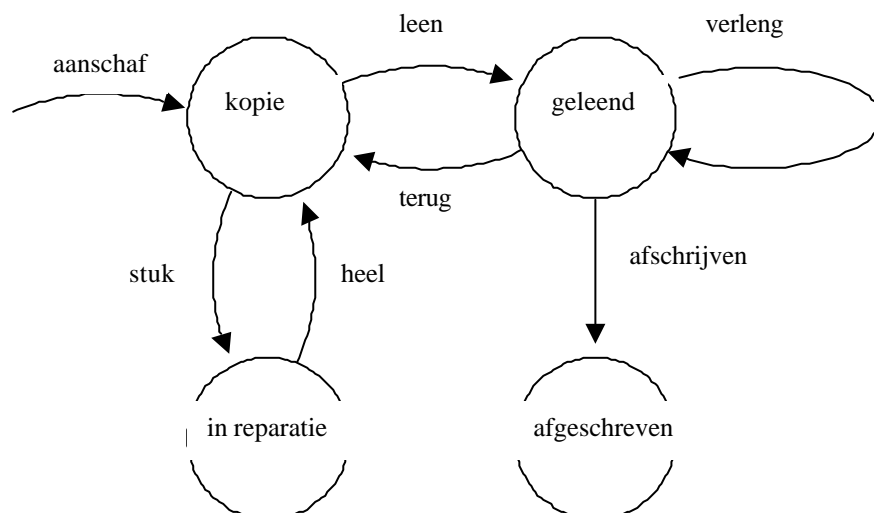 leen
verleng
aanschaf
kopie
geleend
terug
afschrijven
stuk
heel
in reparatie
afgeschreven